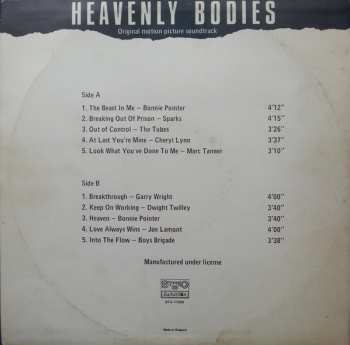 HEAVENLY BODIES
Original motion picture soundtrack
Side A
1. The Beast In Me – Bonnie Pointer 4'12"
2. Breaking Out Of Prison – Sparks 4'15"
3. Out of Control – The Tubes 3'26"
4. At Last You're Mine – Cheryl Lynn 3'37"
5. Look What You've Done To Me – Marc Tanner 3'10"
Side B
1. Breakthrough – Garry Wright 4'00"
2. Keep On Working – Dwight Twilley 3'40"
3. Heaven – Bonnie Pointer 4'00"
4. Love Always Wins – Joe Lamont 4'00"
5. Into The Flow – Boys Brigade 3'38"
Manufactured under license
STEREO